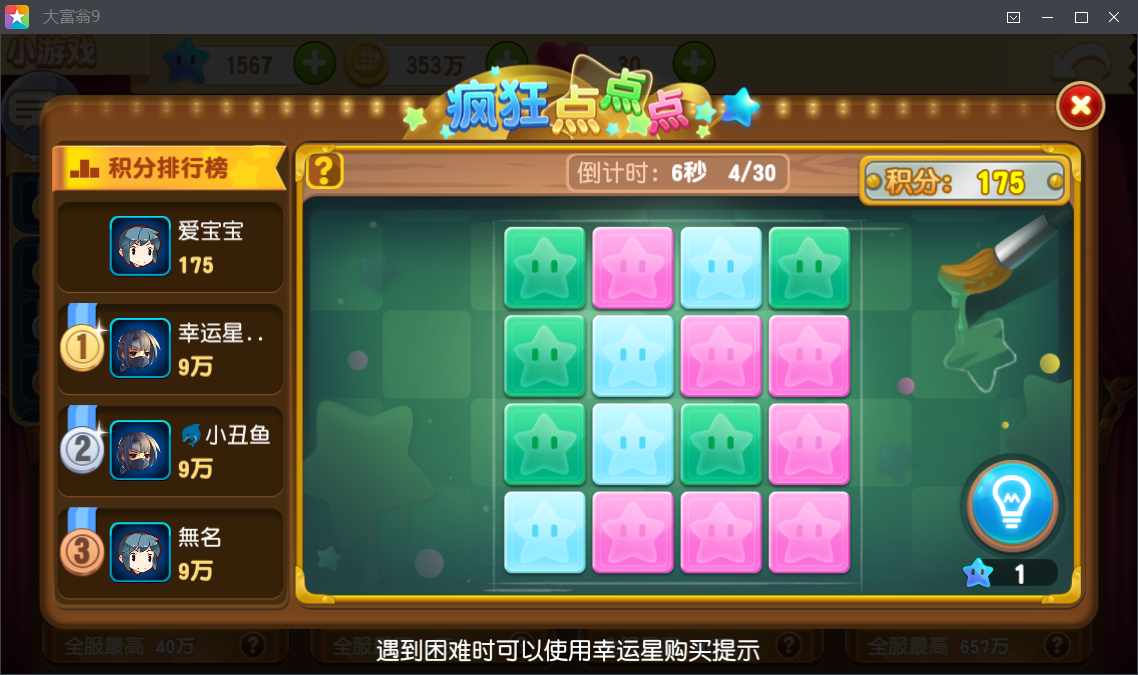 大富翁9
小游戏
1567
353万
30
疯狂点点点
积分排行榜
?
倒计时：6秒 4/30
积分： 175
爱宝宝
175
1
幸运星..
9万
2
小丑鱼
9万
3
無名
9万
1
全服最高 40万 ?
全服最高 657万 ?
遇到困难时可以使用幸运星购买提示